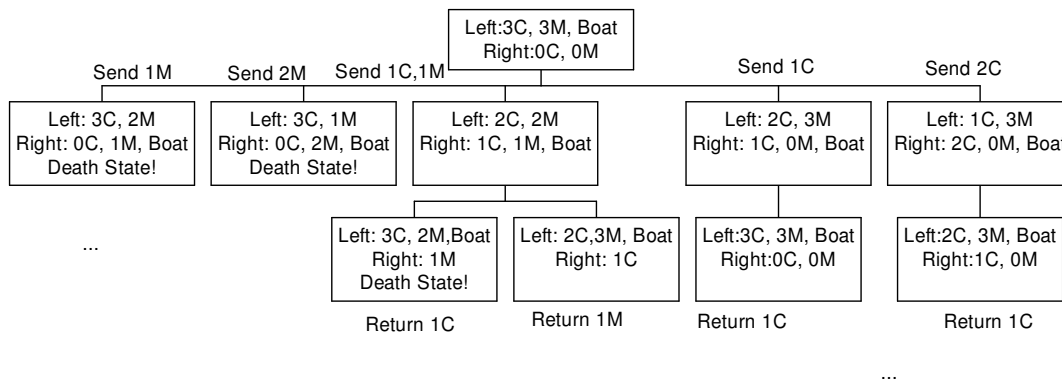 Left:3C, 3M, Boat
Right:0C, 0M
Send 1M
Send 2M
Send 1C,1M
Send 1C
Send 2C
Left: 3C, 2M
Right: 0C, 1M, Boat
Death State!
Left: 3C, 1M
Right: 0C, 2M, Boat
Death State!
Left: 2C, 2M
Right: 1C, 1M, Boat
Left: 2C, 3M
Right: 1C, 0M, Boat
Left: 1C, 3M
Right: 2C, 0M, Boat
...
Left: 3C, 2M,Boat
Right: 1M
Death State!
Left: 2C,3M, Boat
Right: 1C
Left:3C, 3M, Boat
Right:0C, 0M
Left:2C, 3M, Boat
Right:1C, 0M
Return 1C
Return 1M
Return 1C
Return 1C
...